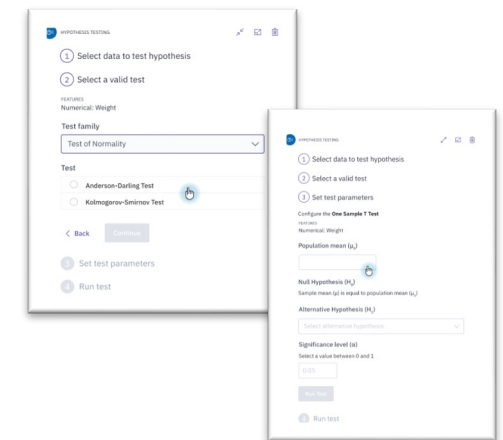 HYPOTHESIS TESTING
1 Select data to test hypothesis
2 Select a valid test
FEATURES
Numerical: Weight
Test family
Test of Normality
Test
Anderson-Darling Test
Kolmogorov-Smirnov Test
Back Continue
3 Set test parameters
4 Run test
HYPOTHESIS TESTING
1 Select data to test hypothesis
2 Select a valid test
3 Set test parameters
Configure the One Sample T Test
FEATURES
Numerical: Weight
Population mean (μ₀)
Null Hypothesis (H₀)
Sample mean (μ) is equal to population mean (μ₀)
Alternative Hypothesis (H₁)
Select alternative hypothesis
Significance level (α)
Select a value between 0 and 1
0.05
Run Test
4 Run test